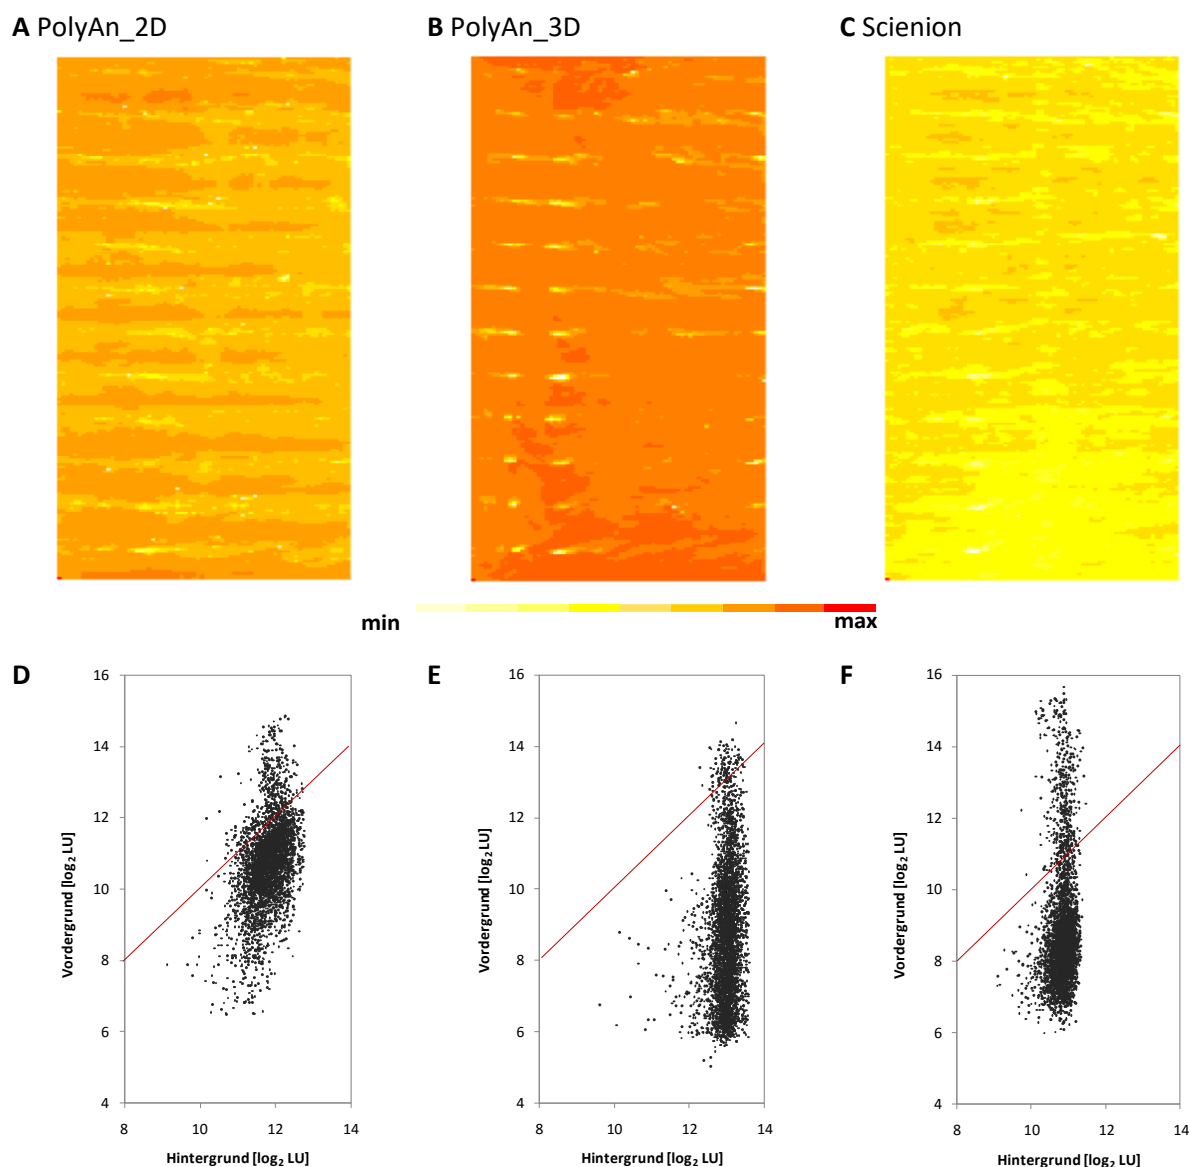 A PolyAn_2D
B PolyAn_3D
C Scienion
min
max
D
E
F
16
14
12
10
8
6
4
8
10
12
14
Vordergrund [log₂ LU]
Hintergrund [log₂ LU]
16
14
12
10
8
6
4
8
10
12
14
Vordergrund [log₂ LU]
Hintergrund [log₂ LU]
16
14
12
10
8
6
4
8
10
12
14
Vordergrund [log₂ LU]
Hintergrund [log₂ LU]